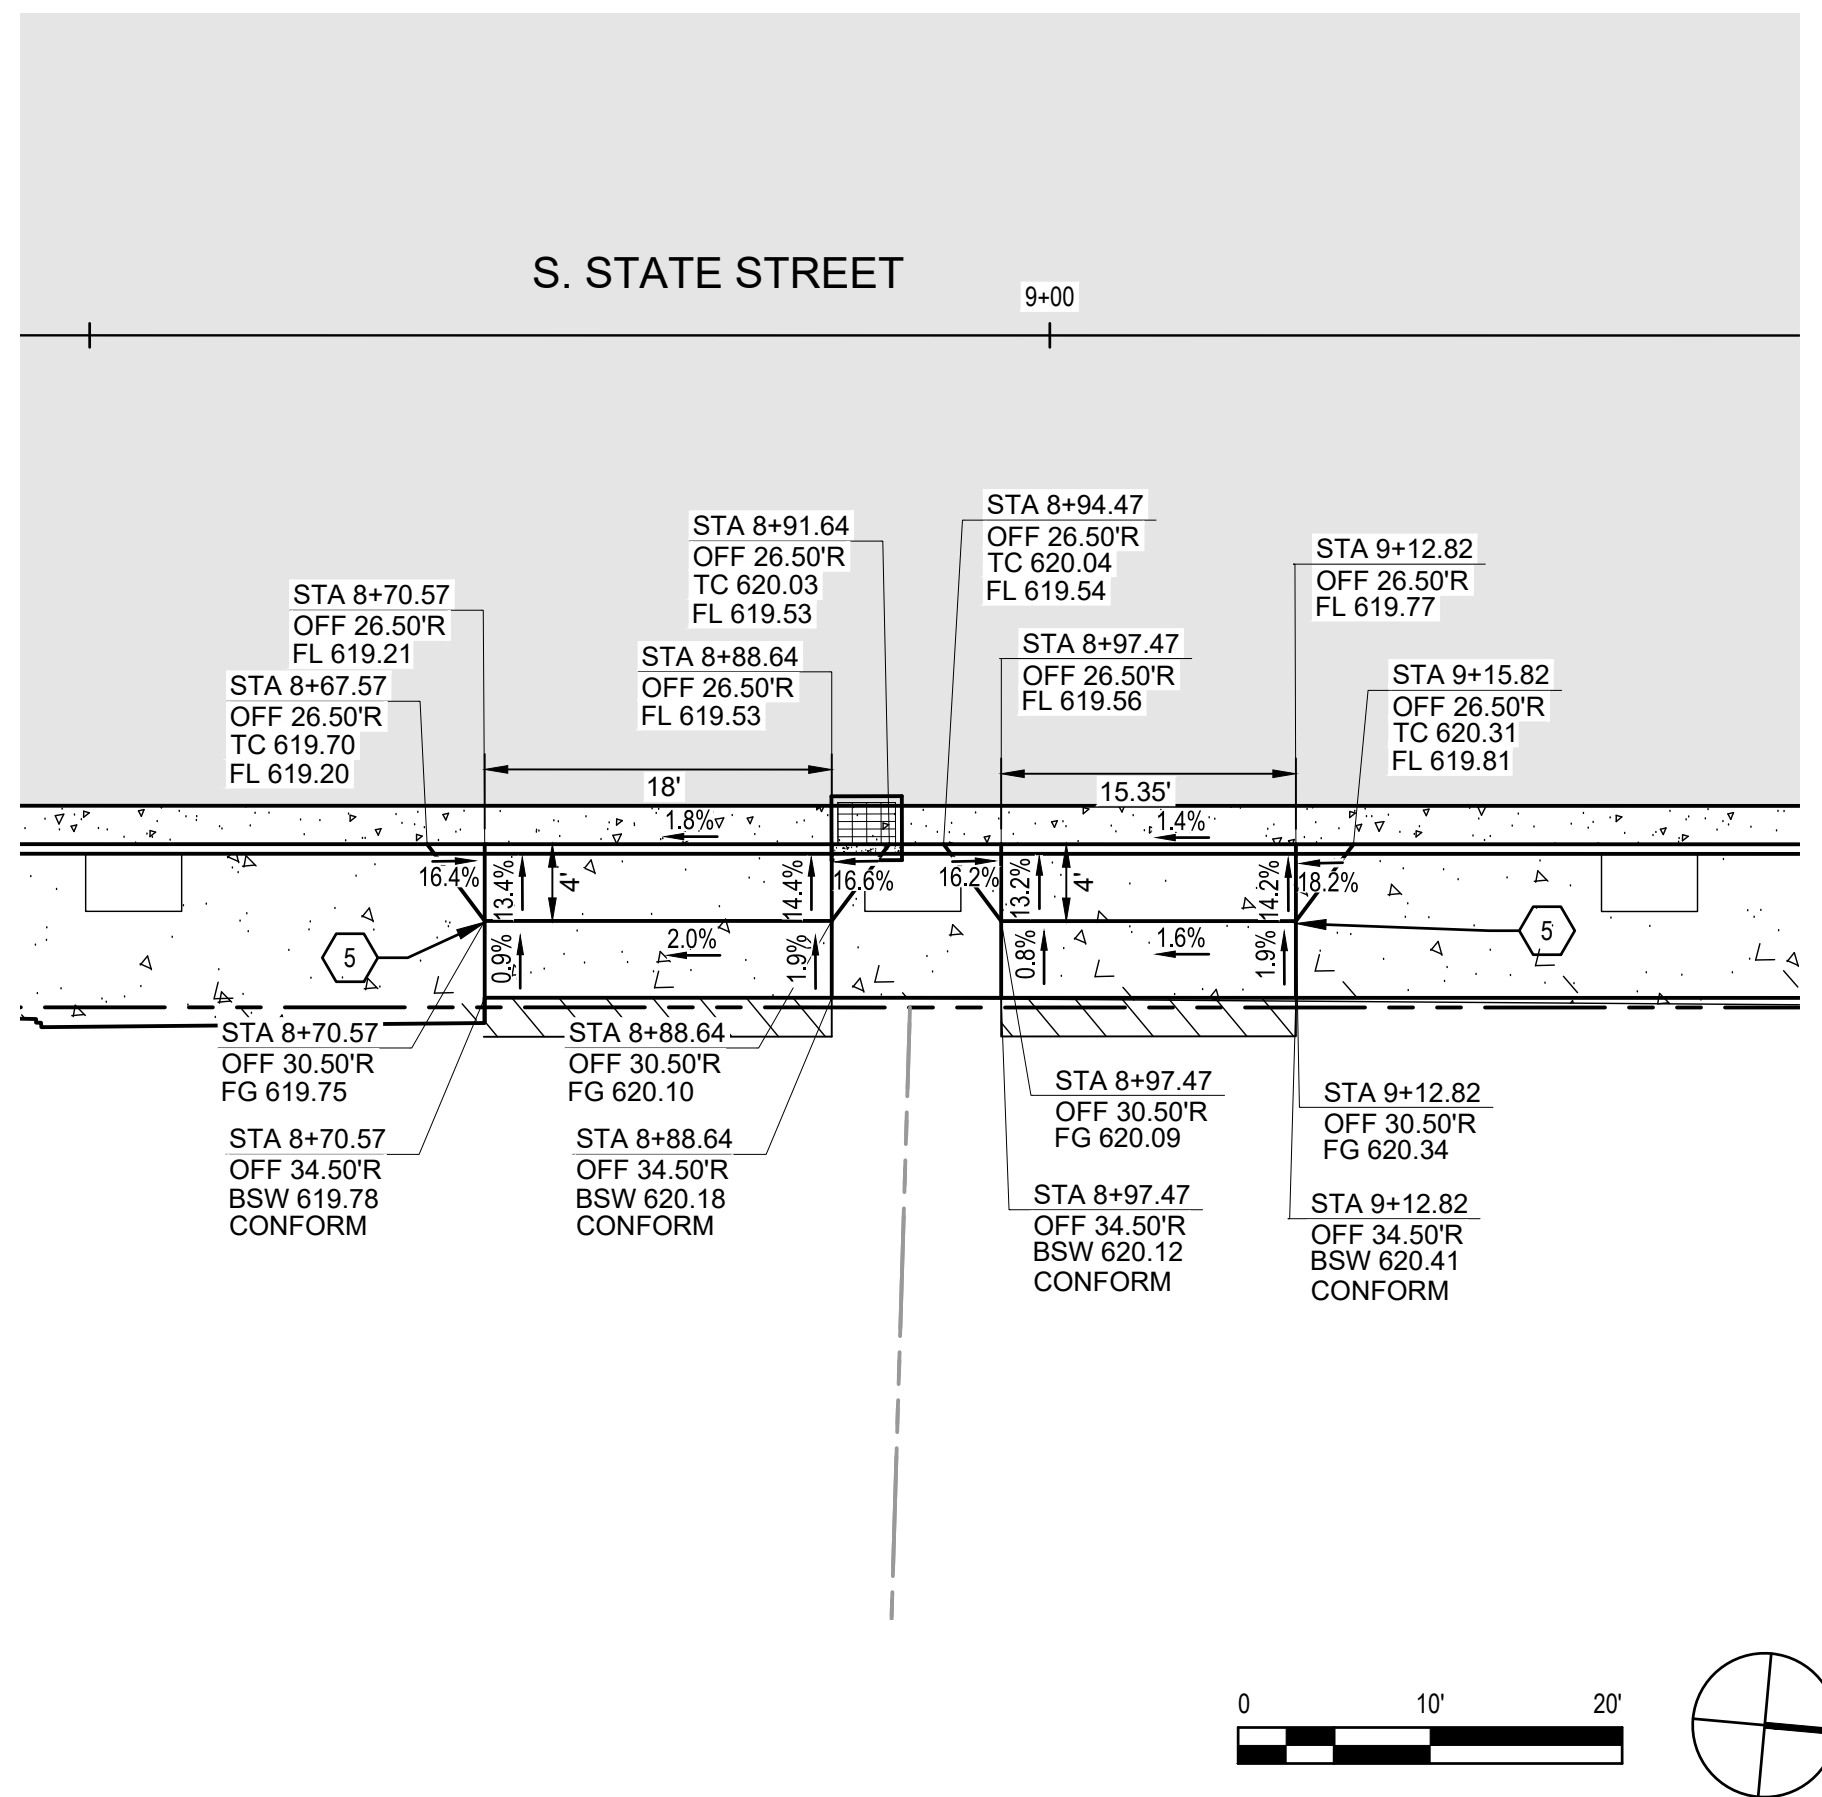 S. STATE STREET
9+00
STA 8+94.47
OFF 26.50'R
TC 620.04
FL 619.54
STA 8+91.64
OFF 26.50'R
TC 620.03
FL 619.53
STA 9+12.82
OFF 26.50'R
FL 619.77
STA 8+70.57
OFF 26.50'R
FL 619.21
STA 8+97.47
OFF 26.50'R
FL 619.56
STA 8+88.64
OFF 26.50'R
FL 619.53
STA 9+15.82
OFF 26.50'R
TC 620.31
FL 619.81
STA 8+67.57
OFF 26.50'R
TC 619.70
FL 619.20
18'
15.35'
1.8%
1.4%
16.4%
13.4%
4'
14.4%
16.6%
16.2%
13.2%
4'
14.2%
18.2%
5
0.9%
2.0%
1.9%
0.8%
1.6%
1.9%
5
STA 8+70.57
OFF 30.50'R
FG 619.75
STA 8+88.64
OFF 30.50'R
FG 620.10
STA 8+97.47
OFF 30.50'R
FG 620.09
STA 9+12.82
OFF 30.50'R
FG 620.34
STA 8+70.57
OFF 34.50'R
BSW 619.78
CONFORM
STA 8+88.64
OFF 34.50'R
BSW 620.18
CONFORM
STA 8+97.47
OFF 34.50'R
BSW 620.12
CONFORM
STA 9+12.82
OFF 34.50'R
BSW 620.41
CONFORM
0 10' 20'